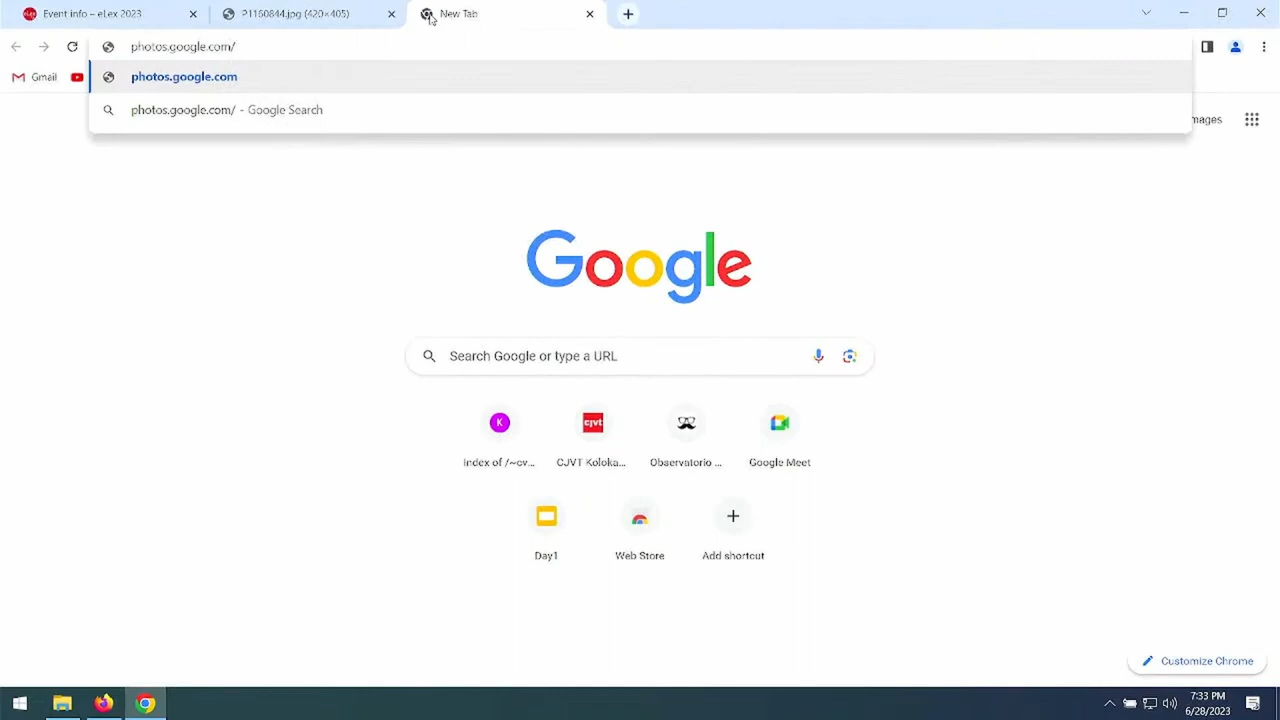 Event info – eLex 2023
P1160844.jpg (420×405)
New Tab
photos.google.com/
Gmail
photos.google.com
photos.google.com/ - Google Search
mages
Google
Search Google or type a URL
K
cjvt
Index of /~cv...
CJVT Koloka...
Observatorio ...
Google Meet
Day1
Web Store
Add shortcut
Customize Chrome
7:33 PM
6/28/2023